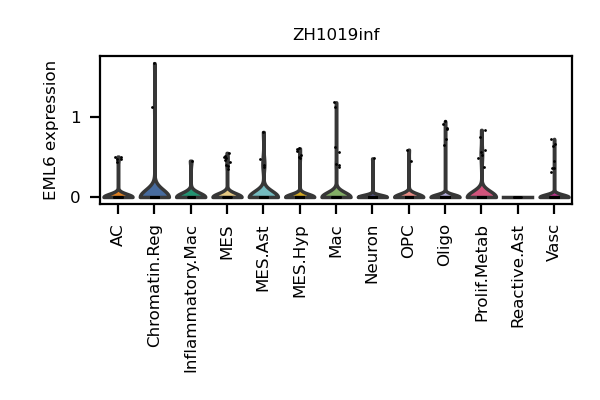 ZH1019inf
EML6 expression
1
0
AC
Chromatin.Reg
Inflammatory.Mac
MES
MES.Ast
MES.Hyp
Mac
Neuron
OPC
Oligo
Prolif.Metab
Reactive.Ast
Vasc